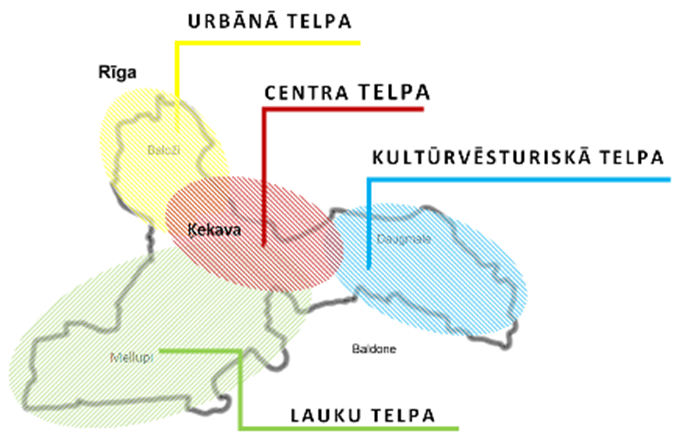 URBĀNĀ TELPA
Rīga
CENTRA TELPA
Baloži
KULTŪRVĒSTURISKĀ TELPA
Ķekava
Daugmale
Baldone
Mellupi
LAUKU TELPA